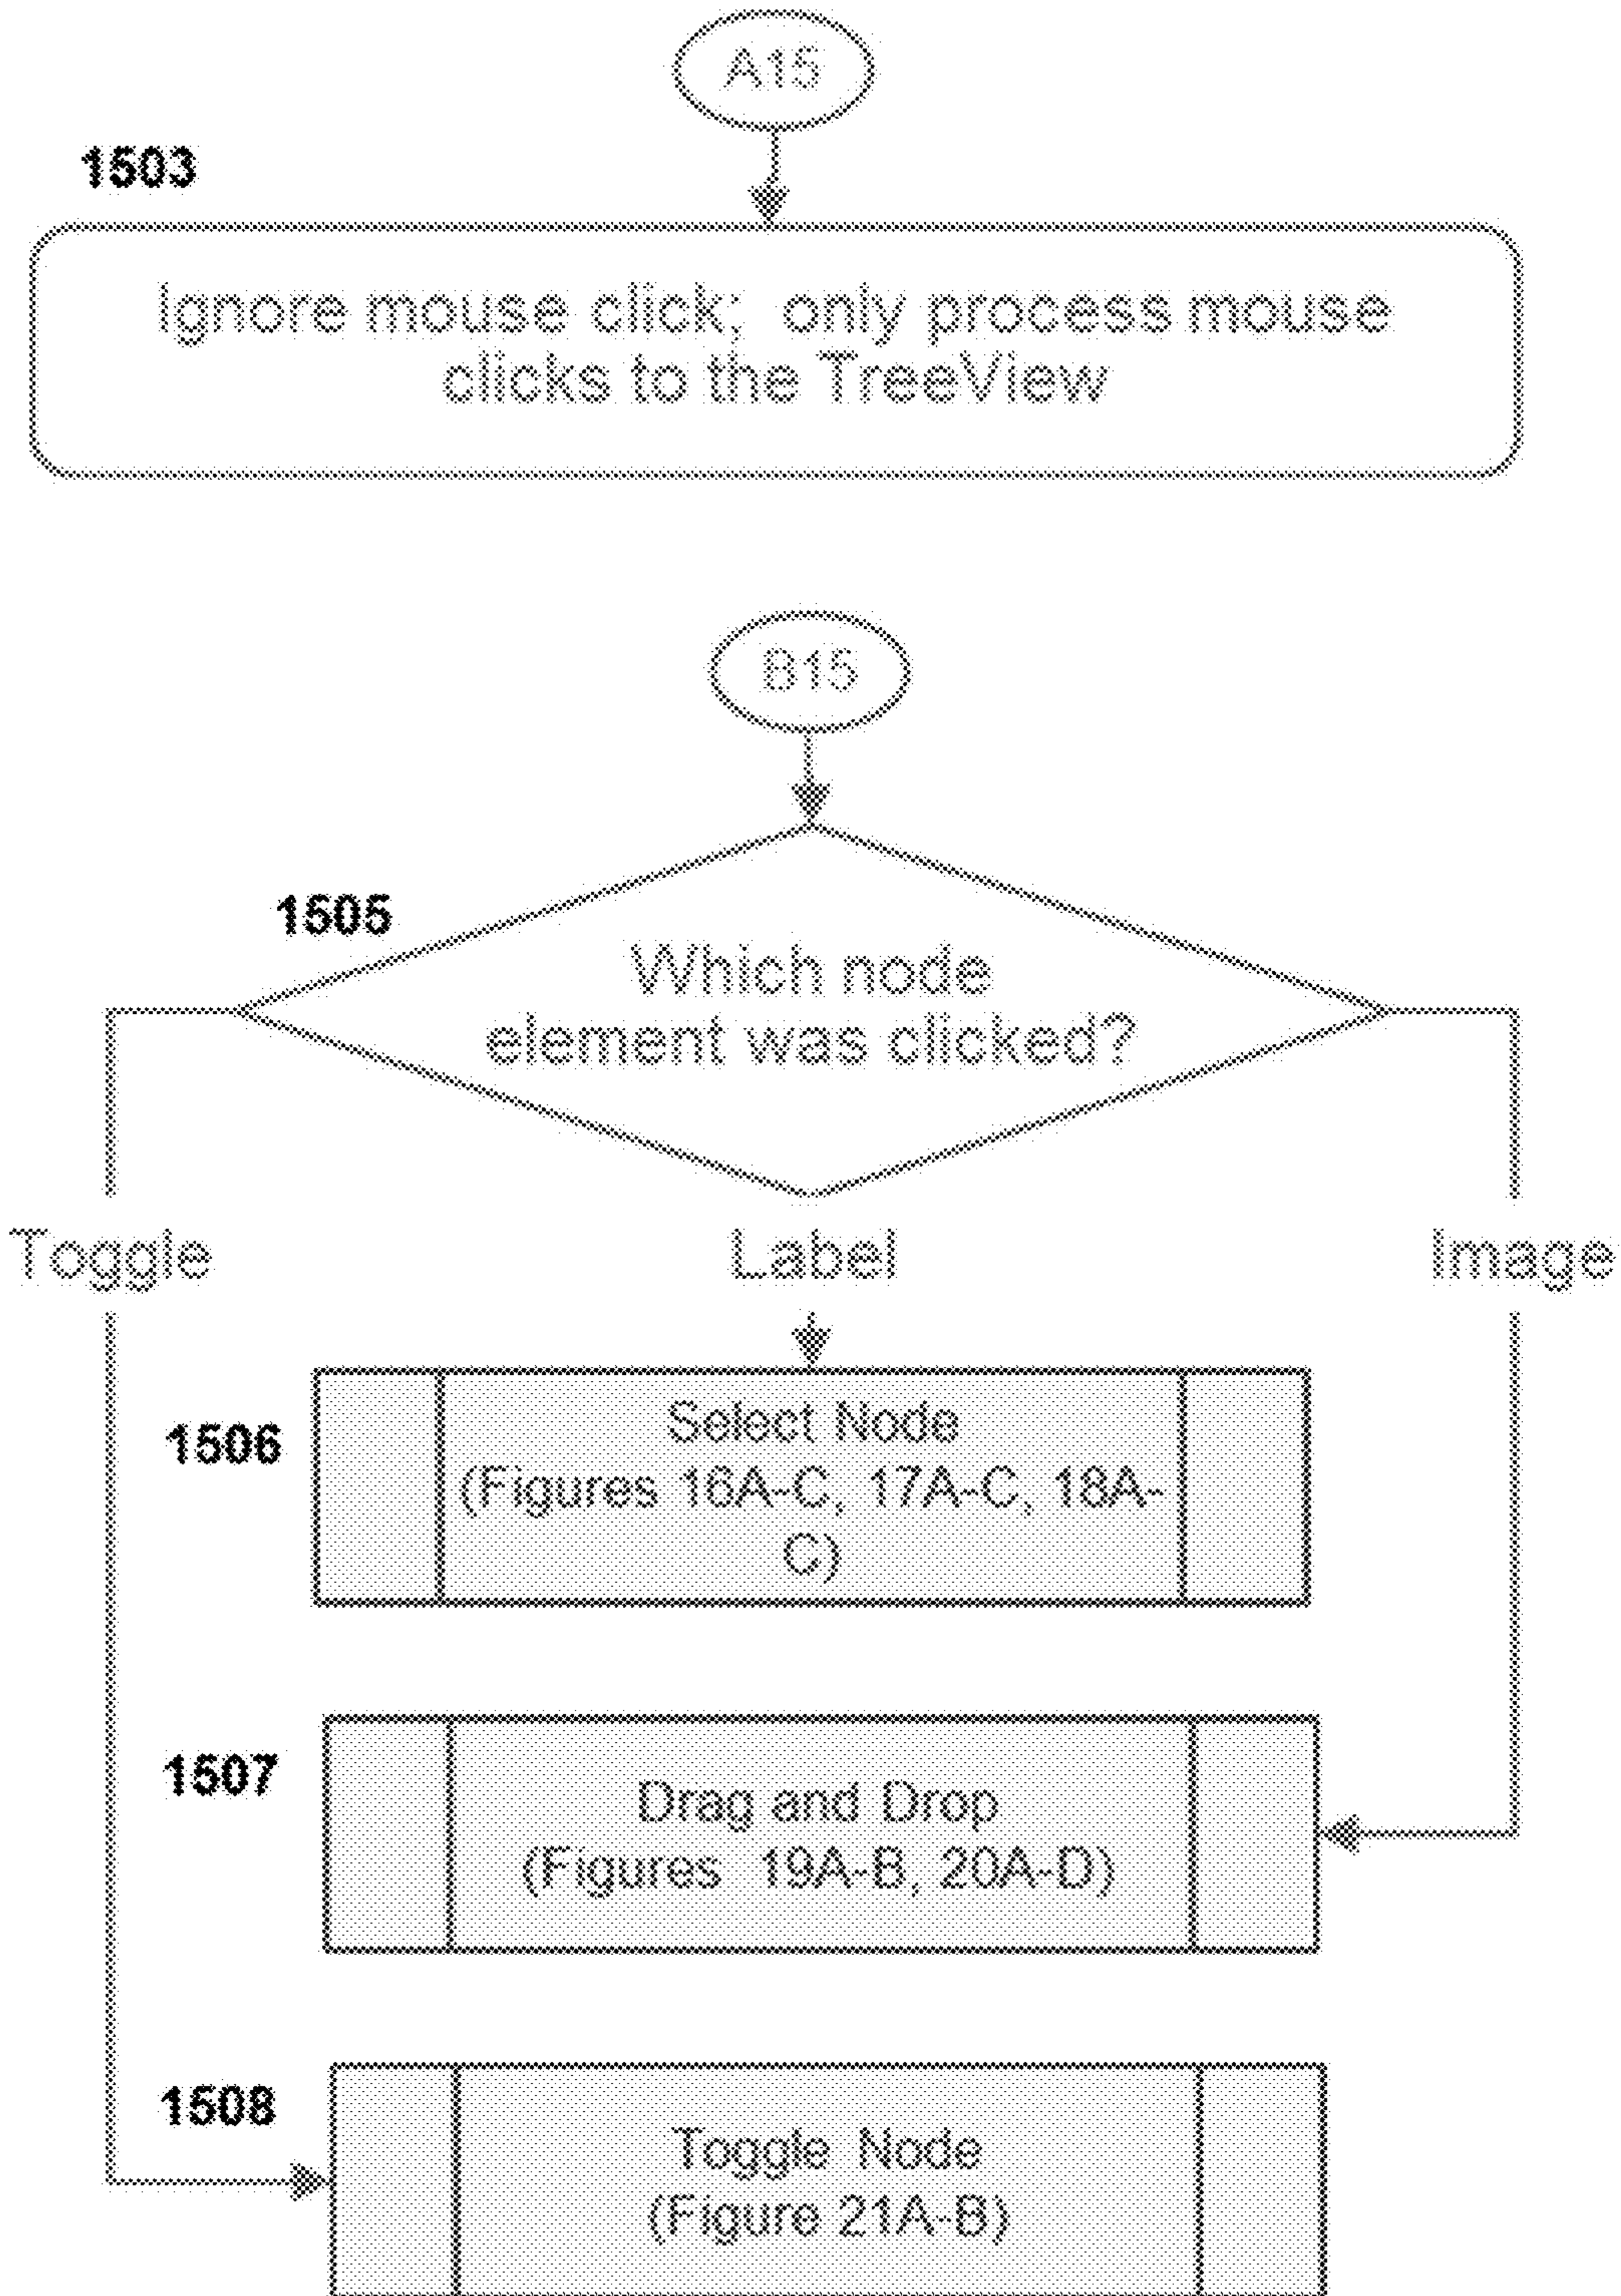 A15
1503
Ignore mouse click; only process mouse
clicks to the TreeView
B15
1505
Which node
element was clicked?
Toggle
Label
Image
1506
Select Node
(Figures 16A-C, 17A-C, 18A-
C)
1507
Drag and Drop
(Figures 19A-B, 20A-D)
1508
Toggle Node
(Figure 21A-B)